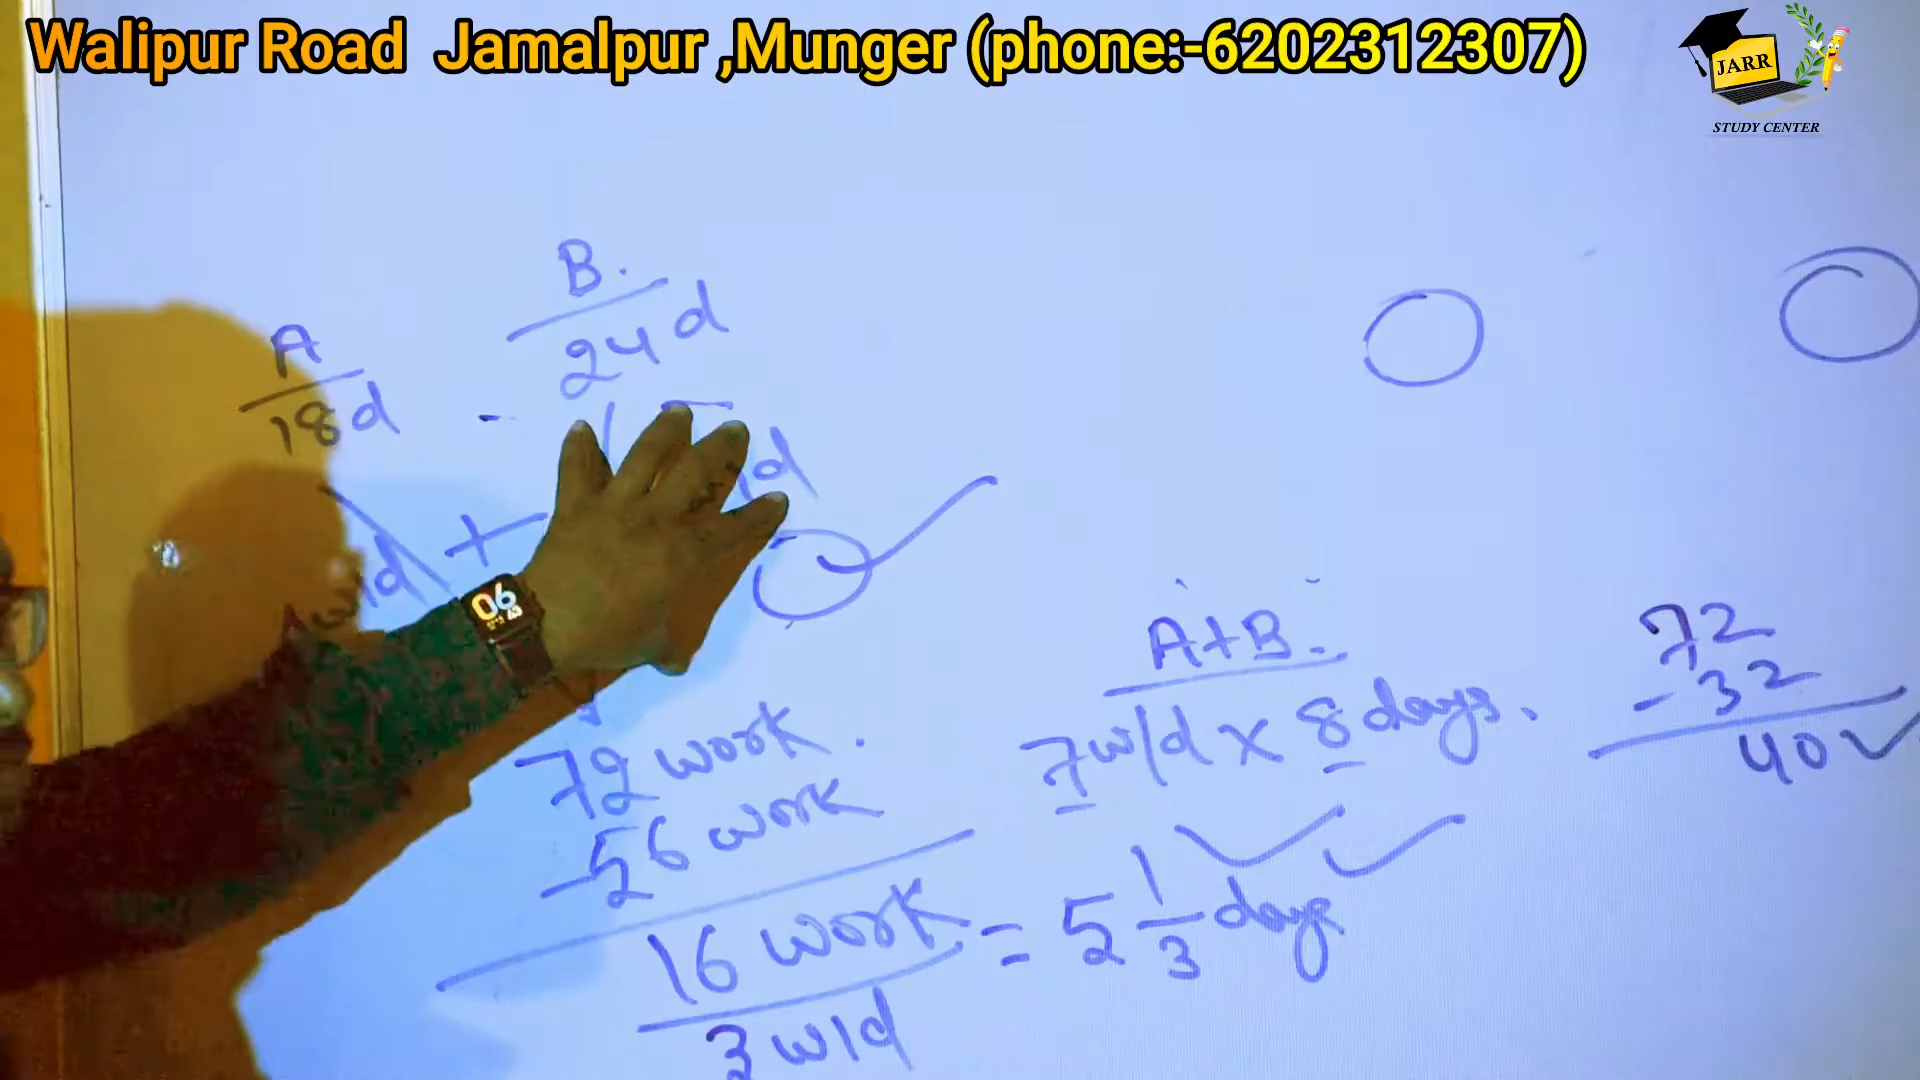 Walipur Road Jamalpur ,Munger (phone:-6202312307)
JARR
STUDY CENTER
A
18d
B.
24d
w/d
+
06
72 work.
-56 work
16 work
3 w/d
= 5 1/3 days
A+B.
7w/d x 8 days.
72
-32
40